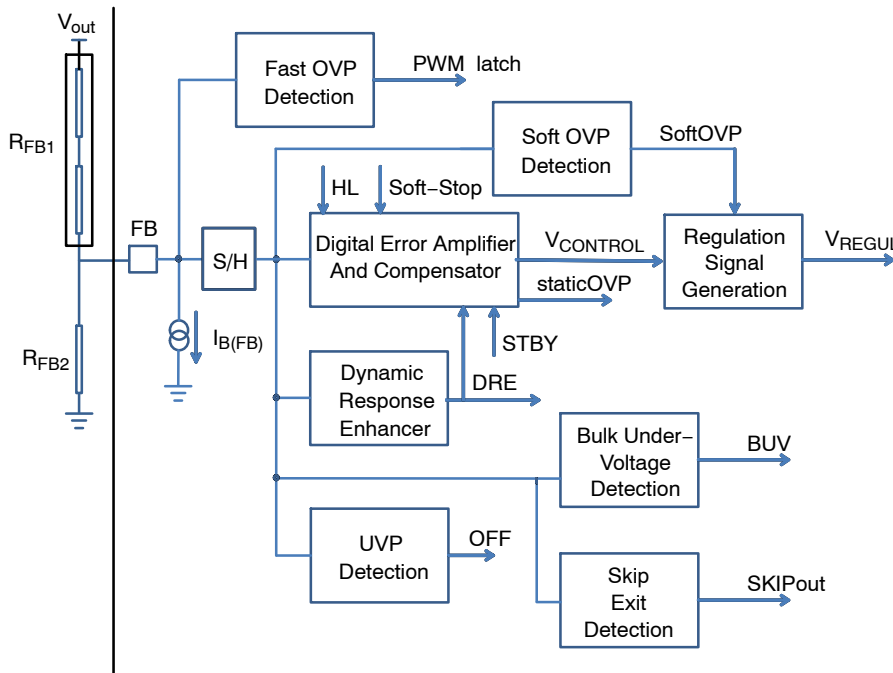 Vout
RFB1
RFB2
FB
S/H
IB(FB)
Fast OVP
Detection
PWM latch
Soft OVP
Detection
SoftOVP
HL
Soft-Stop
Digital Error Amplifier
And Compensator
VCONTROL
staticOVP
Regulation
Signal
Generation
VREGUL
STBY
Dynamic
Response
Enhancer
DRE
Bulk Under-
Voltage
Detection
BUV
UVP
Detection
OFF
Skip
Exit
Detection
SKIPout